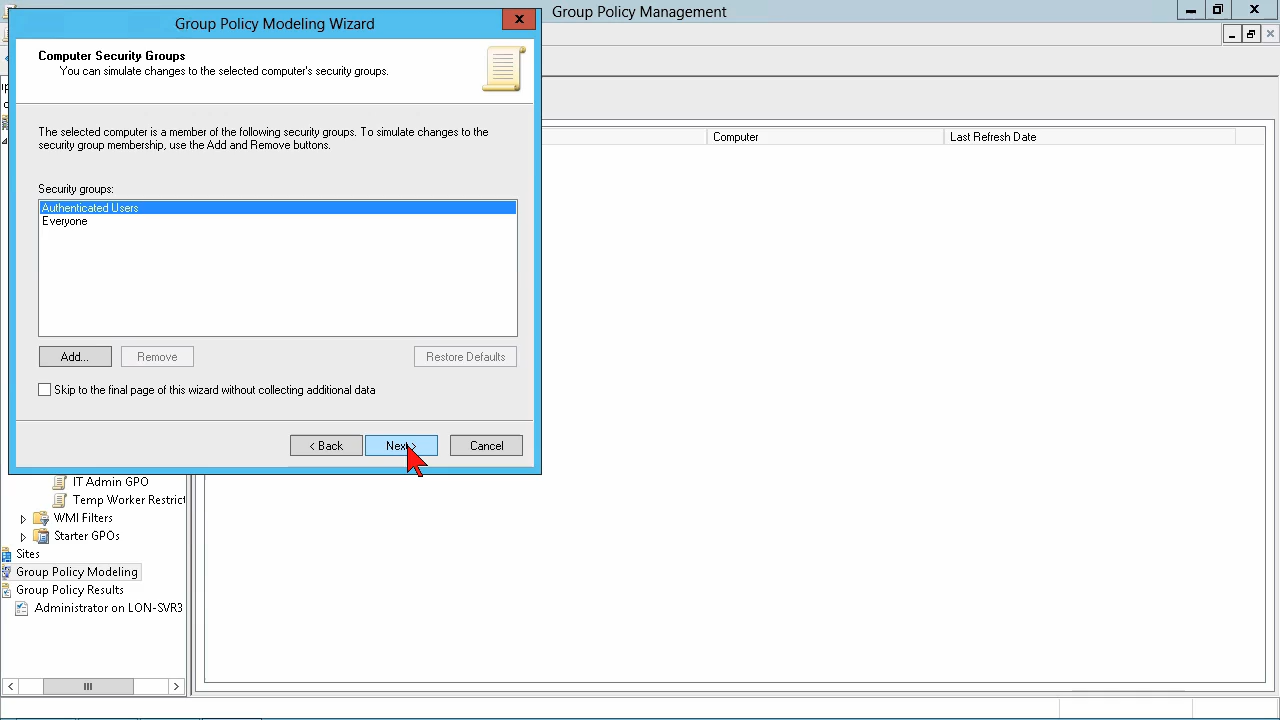 Group Policy Modeling Wizard
x
Group Policy Management
Computer Security Groups
You can simulate changes to the selected computer's security groups.
The selected computer is a member of the following security groups. To simulate changes to the
security group membership, use the Add and Remove buttons.
Security groups:
Authenticated Users
Everyone
Add...
Remove
Restore Defaults
Skip to the final page of this wizard without collecting additional data
< Back
Next >
Cancel
Computer
Last Refresh Date
IT Admin GPO
Temp Worker Restrict
WMI Filters
Starter GPOs
Sites
Group Policy Modeling
Group Policy Results
Administrator on LON-SVR3